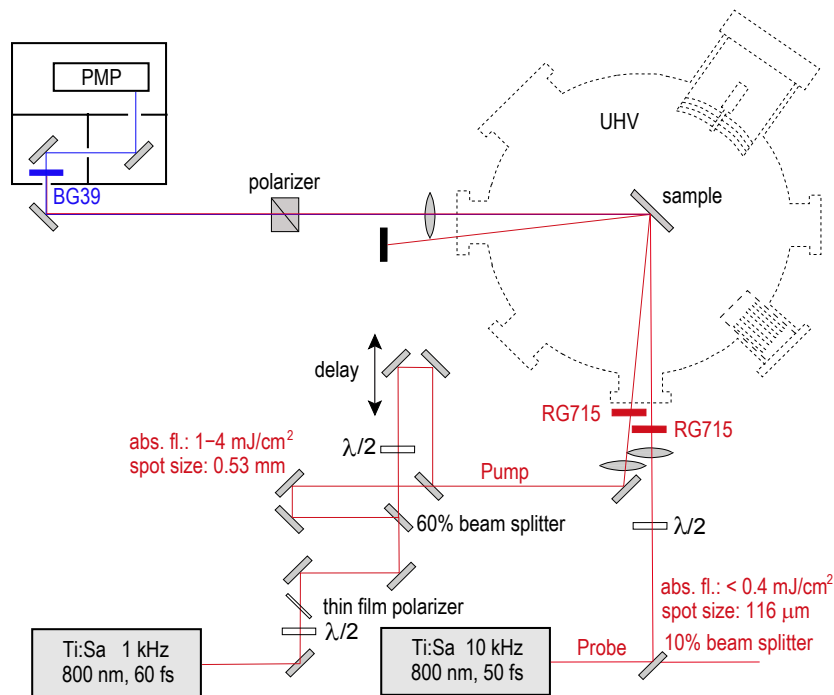 PMP
UHV
BG39
polarizer
sample
delay
RG715
RG715
abs. fl.: 1−4 mJ/cm²
spot size: 0.53 mm
λ/2
Pump
60% beam splitter
λ/2
thin film polarizer
λ/2
abs. fl.: < 0.4 mJ/cm²
spot size: 116 μm
10% beam splitter
Ti:Sa 1 kHz
800 nm, 60 fs
Ti:Sa 10 kHz
800 nm, 50 fs
Probe